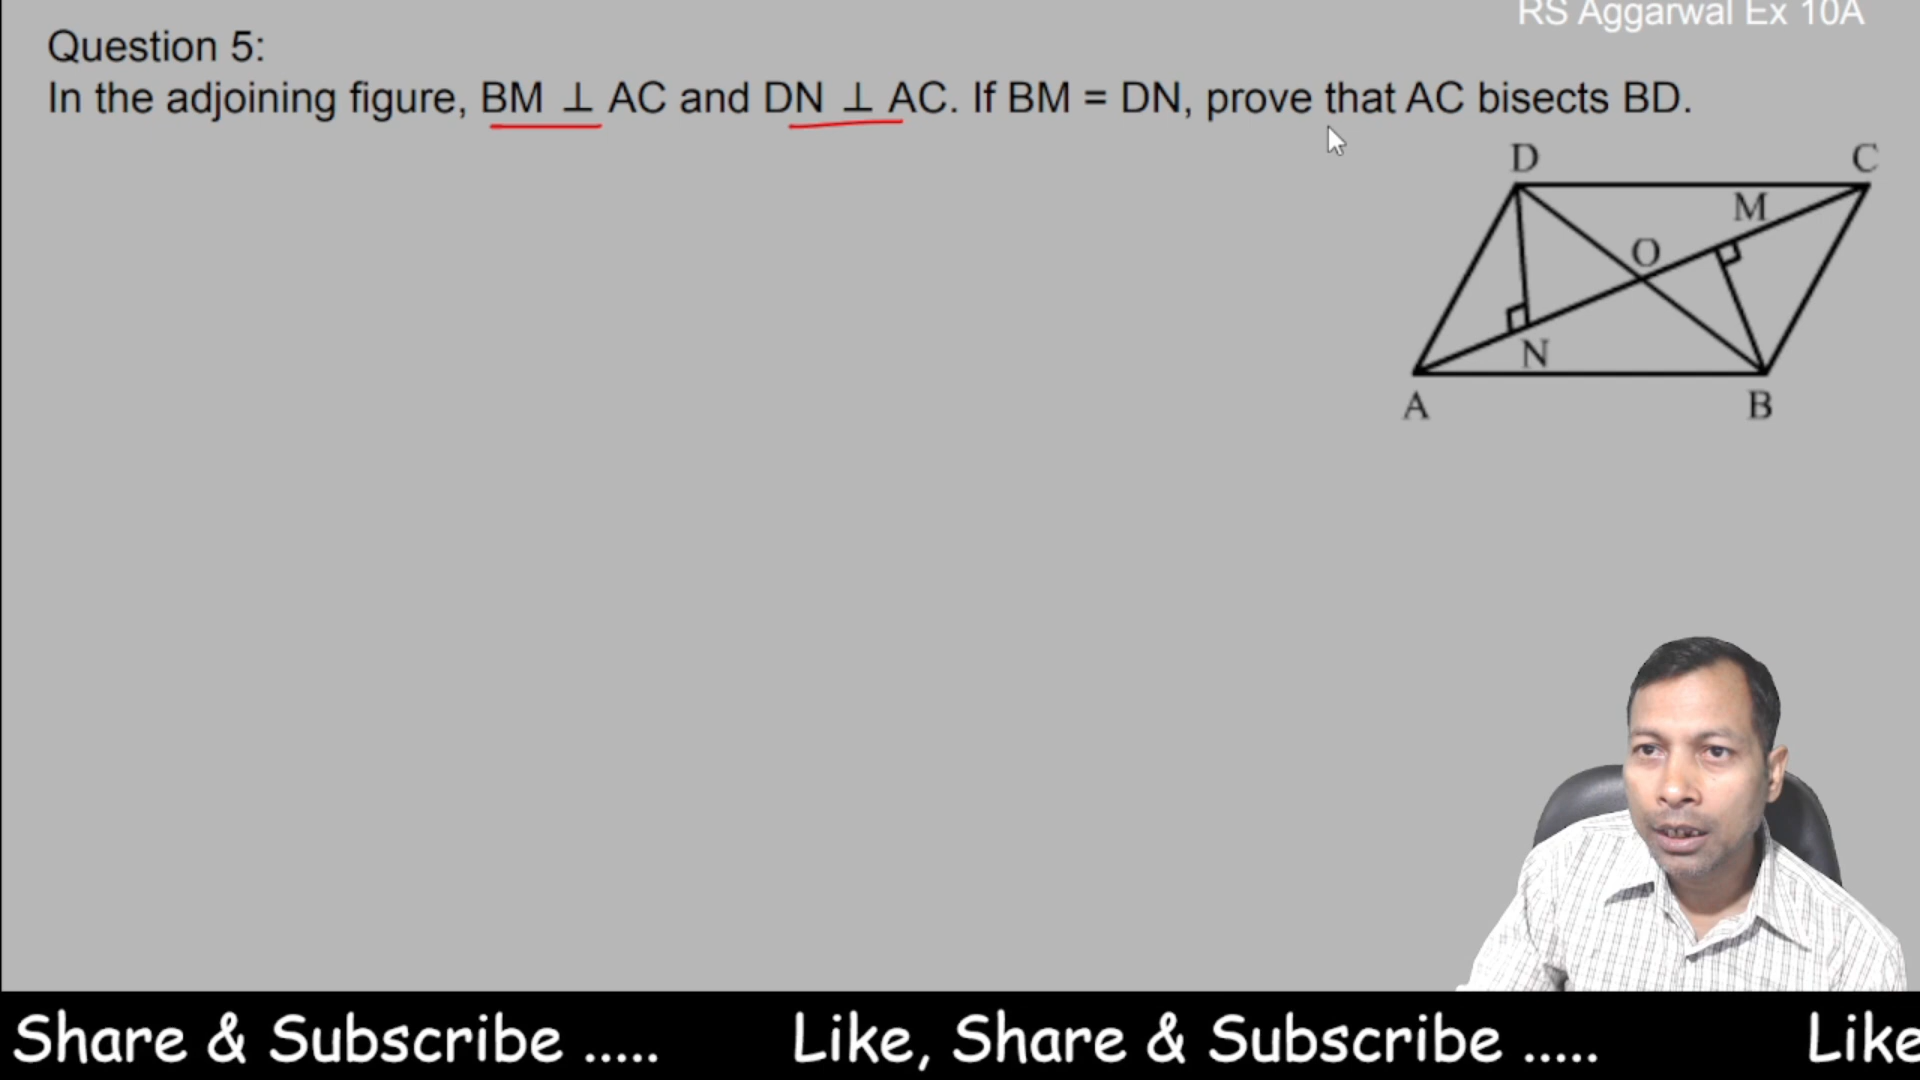 RS Aggarwal Ex 10A
Question 5:
In the adjoining figure, BM ⊥ AC and DN ⊥ AC. If BM = DN, prove that AC bisects BD.
D
C
M
O
N
A
B
Share & Subscribe ..... Like, Share & Subscribe ..... Like